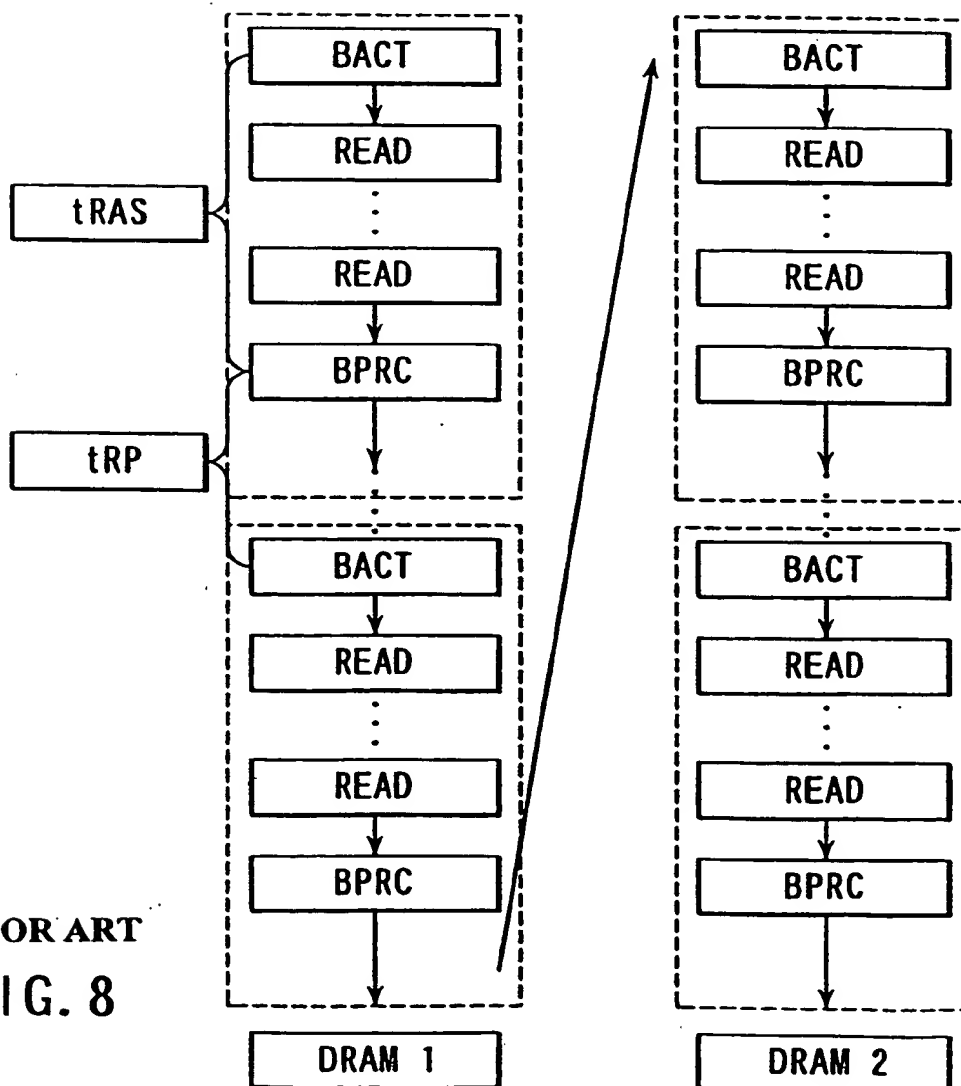 BACT
READ
READ
BPRC
tRAS
tRP
BACT
READ
READ
BPRC
DRAM 1
BACT
READ
READ
BPRC
BACT
READ
READ
BPRC
DRAM 2
OR ART
IG. 8